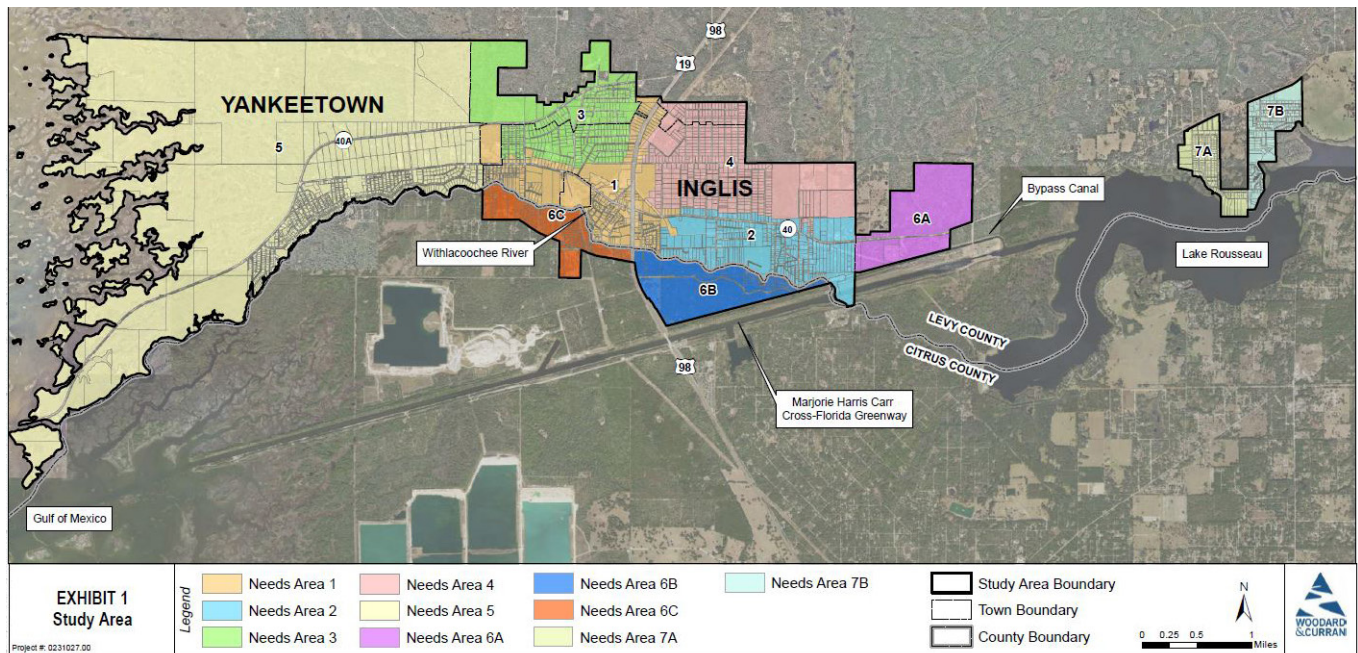 98
19
YANKEETOWN
3
7B
40A
5
7A
4
1
INGLIS
Bypass Canal
6A
6C
2
40
Withlacoochee River
Lake Rousseau
6B
LEVY COUNTY
CITRUS COUNTY
98
Marjorie Harris Carr
Cross-Florida Greenway
Gulf of Mexico
EXHIBIT 1
Study Area
Project #: 0231027.00
Legend
Needs Area 1
Needs Area 2
Needs Area 3
Needs Area 4
Needs Area 5
Needs Area 6A
Needs Area 6B
Needs Area 6C
Needs Area 7A
Needs Area 7B
Study Area Boundary
Town Boundary
County Boundary
N
0 0.25 0.5 1
Miles
WOODARD
&CURRAN